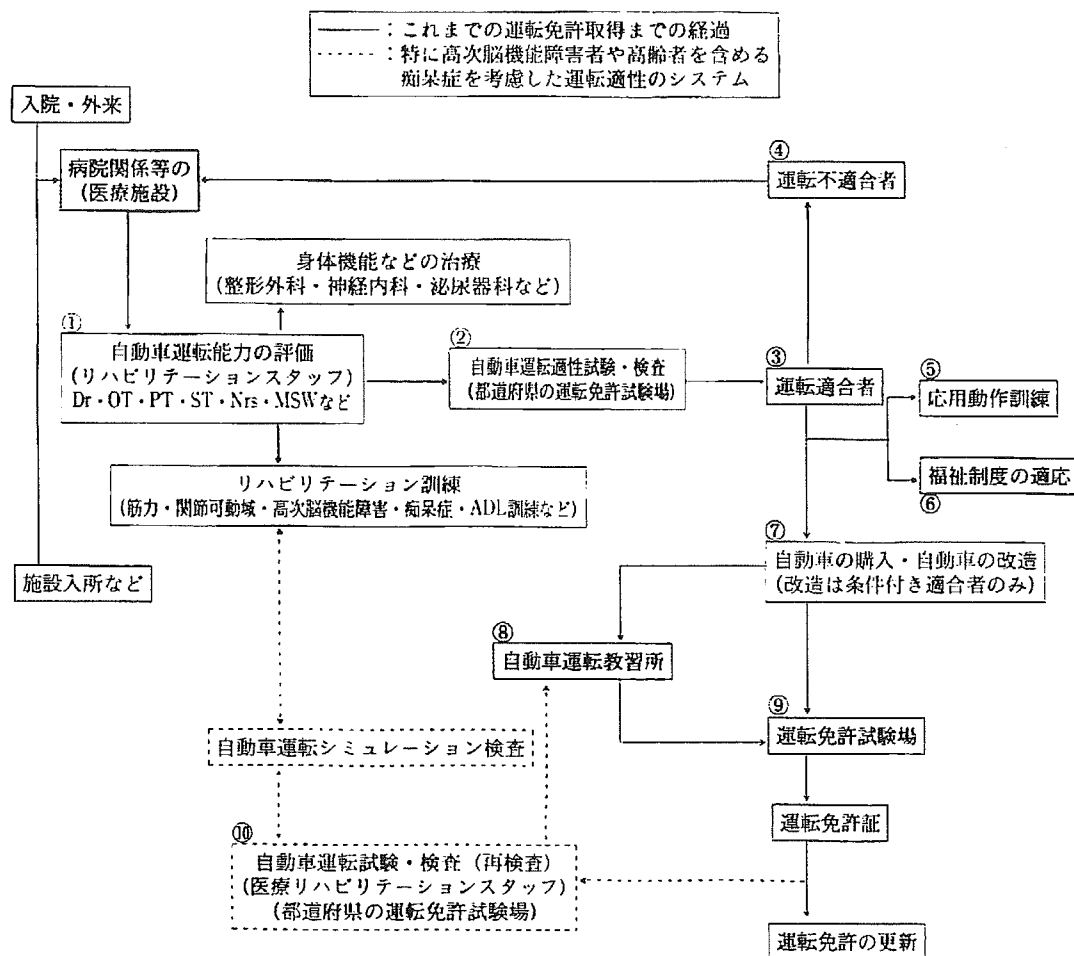 ───：これまでの運転免許取得までの経過
-----：特に高次脳機能障害者や高齢者を含める
痴呆症を考慮した運転適性のシステム
入院・外来
病院関係等の
(医療施設)
④
運転不適合者
身体機能などの治療
(整形外科・神経内科・泌尿器科など)
①
自動車運転能力の評価
(リハビリテーションスタッフ)
Dr・OT・PT・ST・Nrs・MSWなど
②
自動車運転適性試験・検査
(都道府県の運転免許試験場)
③
運転適合者
⑤
応用動作訓練
福祉制度の適応
⑥
リハビリテーション訓練
(筋力・関節可動域・高次脳機能障害・痴呆症・ADL訓練など)
施設入所など
⑦
自動車の購入・自動車の改造
(改造は条件付き適合者のみ)
⑧
自動車運転教習所
⑨
運転免許試験場
自動車運転シミュレーション検査
運転免許証
⑩
自動車運転試験・検査（再検査）
(医療リハビリテーションスタッフ)
(都道府県の運転免許試験場)
運転免許の更新